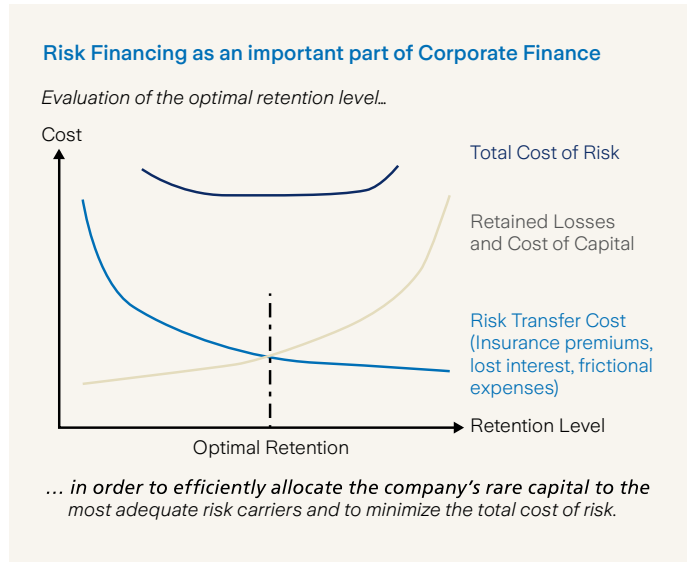 Risk Financing as an important part of Corporate Finance
Evaluation of the optimal retention level...
Cost
Total Cost of Risk
Retained Losses
and Cost of Capital
Risk Transfer Cost
(Insurance premiums,
lost interest, frictional
expenses)
Retention Level
Optimal Retention
... in order to efficiently allocate the company's rare capital to the
most adequate risk carriers and to minimize the total cost of risk.